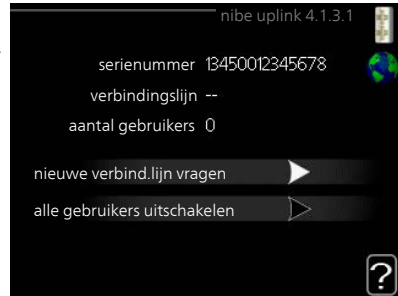 nibe uplink 4.1.3.1
serienummer 13450012345678
verbindingslijn --
aantal gebruikers 0
nieuwe verbind.lijn vragen
alle gebruikers uitschakelen
?